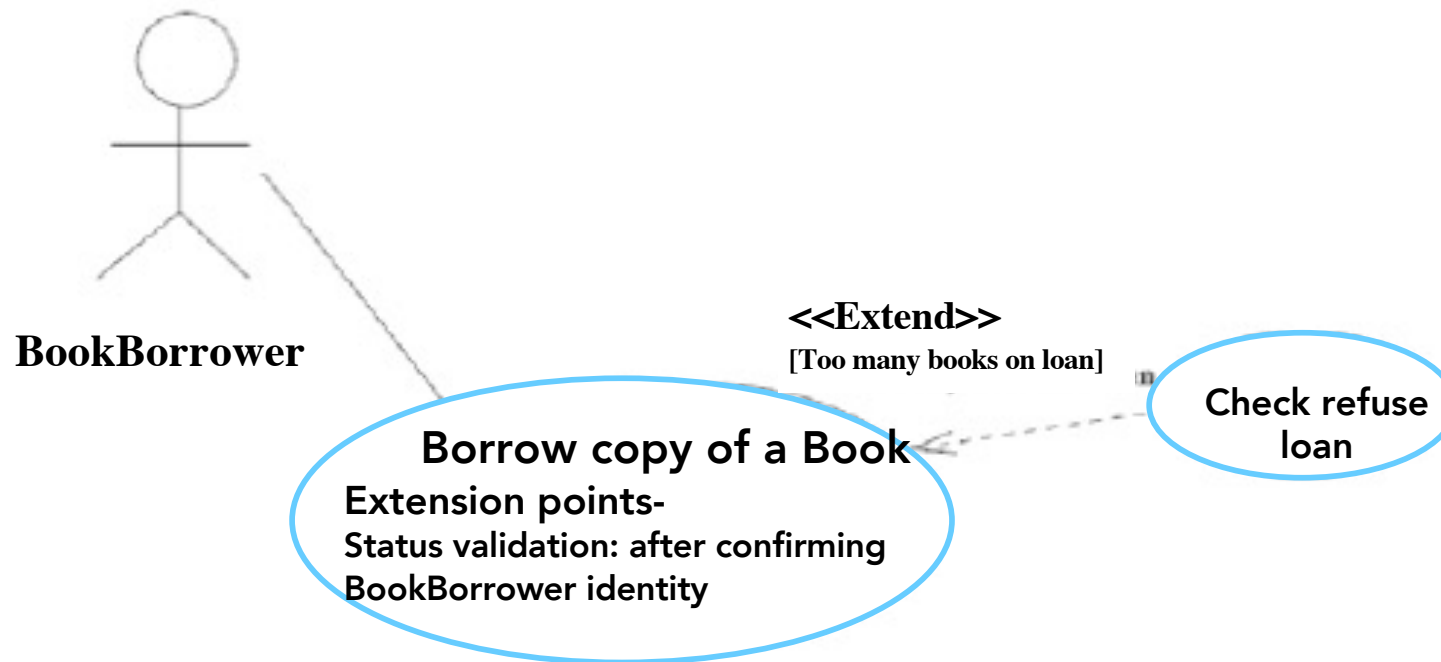 <<Extend>>
[Too many books on loan]
BookBorrower
Check refuse
loan
Borrow copy of a Book
Extension points-
Status validation: after confirming
BookBorrower identity